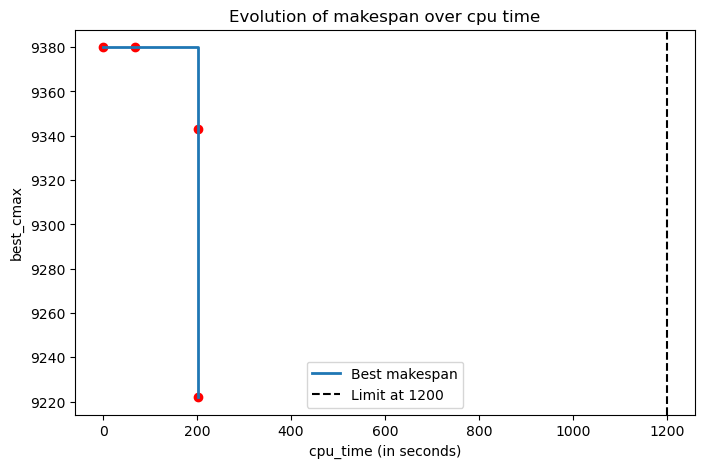 Evolution of makespan over cpu time
best_cmax
9380
9360
9340
9320
9300
9280
9260
9240
9220
Best makespan
Limit at 1200
0 200 400 600 800 1000 1200
cpu_time (in seconds)